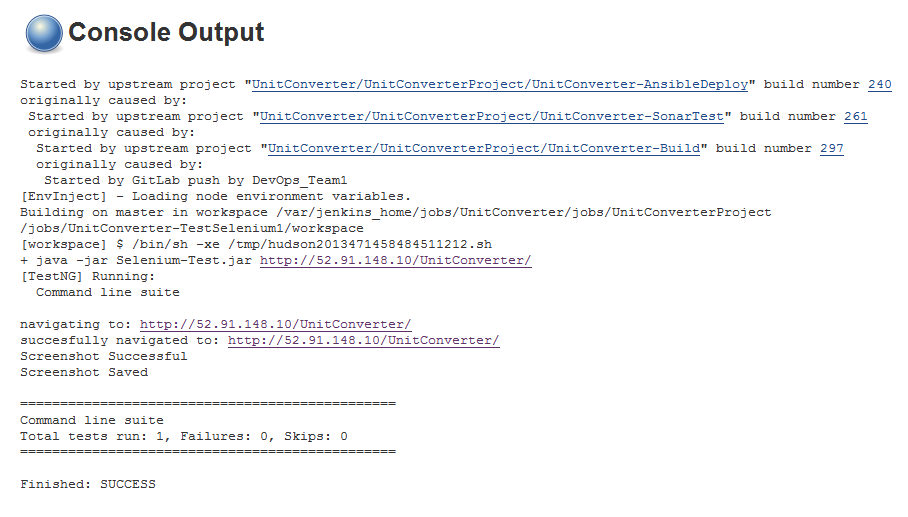 Console Output
Started by upstream project "UnitConverter/UnitConverterProject/UnitConverter-AnsibleDeploy" build number 240
originally caused by:
Started by upstream project "UnitConverter/UnitConverterProject/UnitConverter-SonarTest" build number 261
originally caused by:
Started by upstream project "UnitConverter/UnitConverterProject/UnitConverter-Build" build number 297
originally caused by:
Started by GitLab push by DevOps_Team1
[EnvInject] - Loading node environment variables.
Building on master in workspace /var/jenkins_home/jobs/UnitConverter/jobs/UnitConverterProject
/jobs/UnitConverter-TestSelenium1/workspace
[workspace] $ /bin/sh -xe /tmp/hudson2013471458484511212.sh
+ java -jar Selenium-Test.jar http://52.91.148.10/UnitConverter/
[TestNG] Running:
Command line suite
navigating to: http://52.91.148.10/UnitConverter/
succesfully navigated to: http://52.91.148.10/UnitConverter/
Screenshot Successful
Screenshot Saved
===============================================
Command line suite
Total tests run: 1, Failures: 0, Skips: 0
===============================================
Finished: SUCCESS